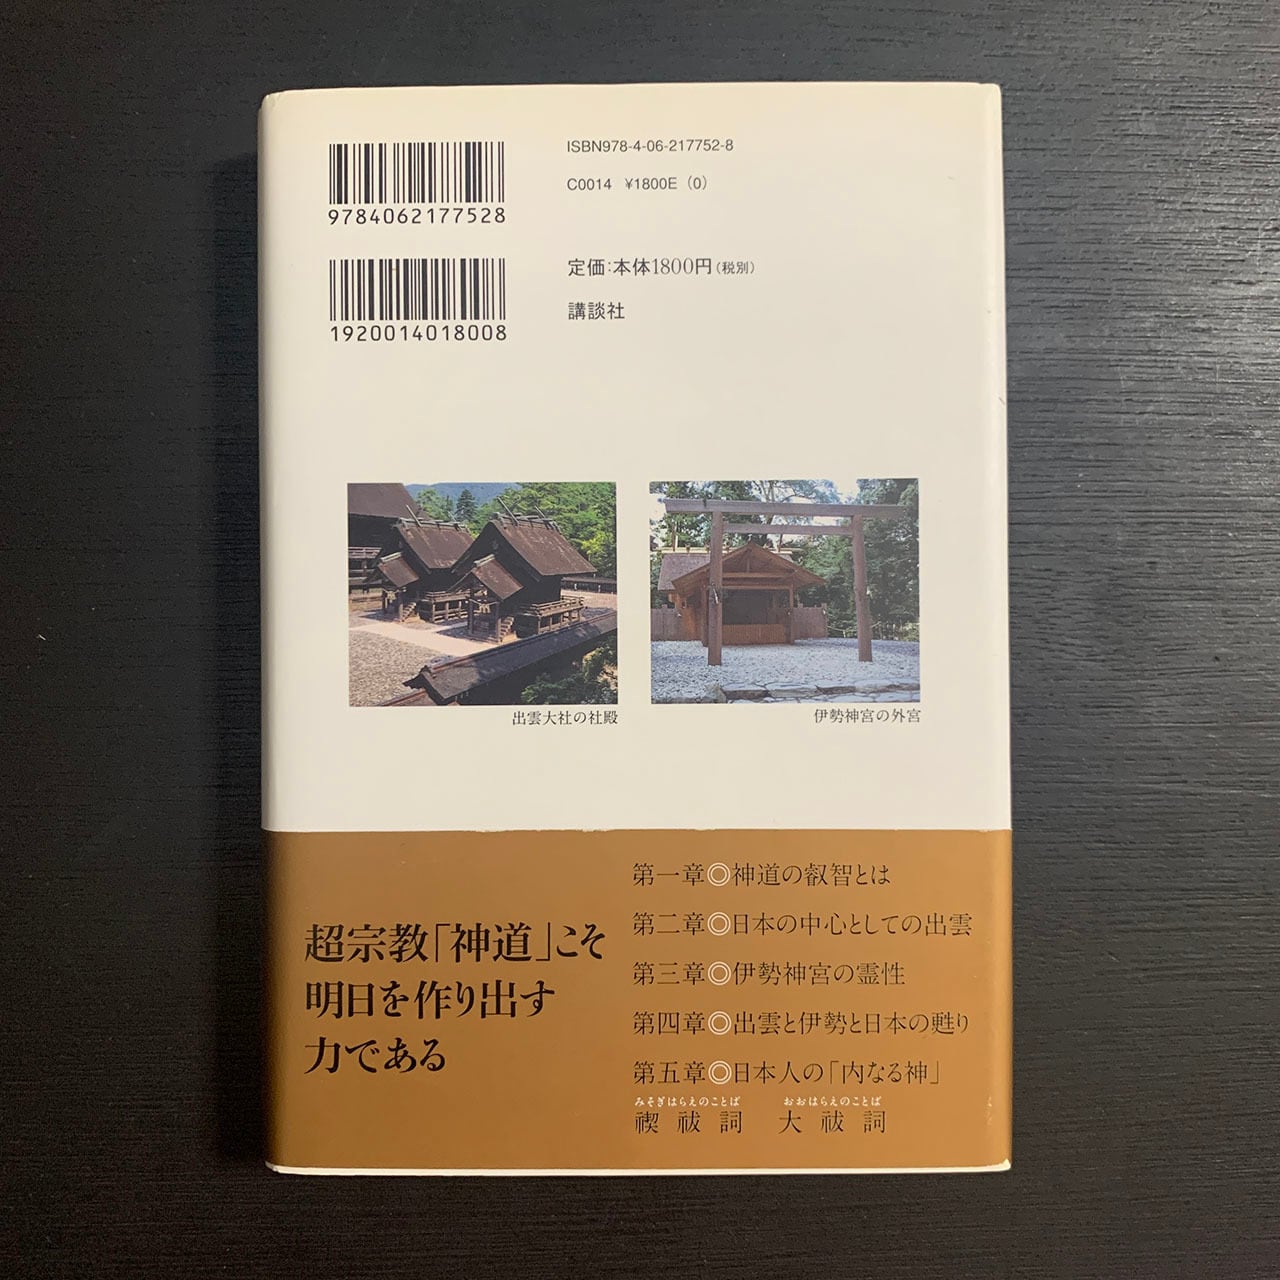 9784062177528
ISBN978-4-06-217752-8
C0014 ¥1800E (0)
1920014018008
定価:本体1800円(税別)
講談社
出雲大社の社殿
伊勢神宮の外宮
超宗教「神道」こそ
明日を作り出す
力である
第一章◎神道の叡智とは
第二章◎日本の中心としての出雲
第三章◎伊勢神宮の霊性
第四章◎出雲と伊勢と日本の甦り
第五章◎日本人の「内なる神」
みそぎはらえのことば おおはらえのことば
禊祓詞 大祓詞